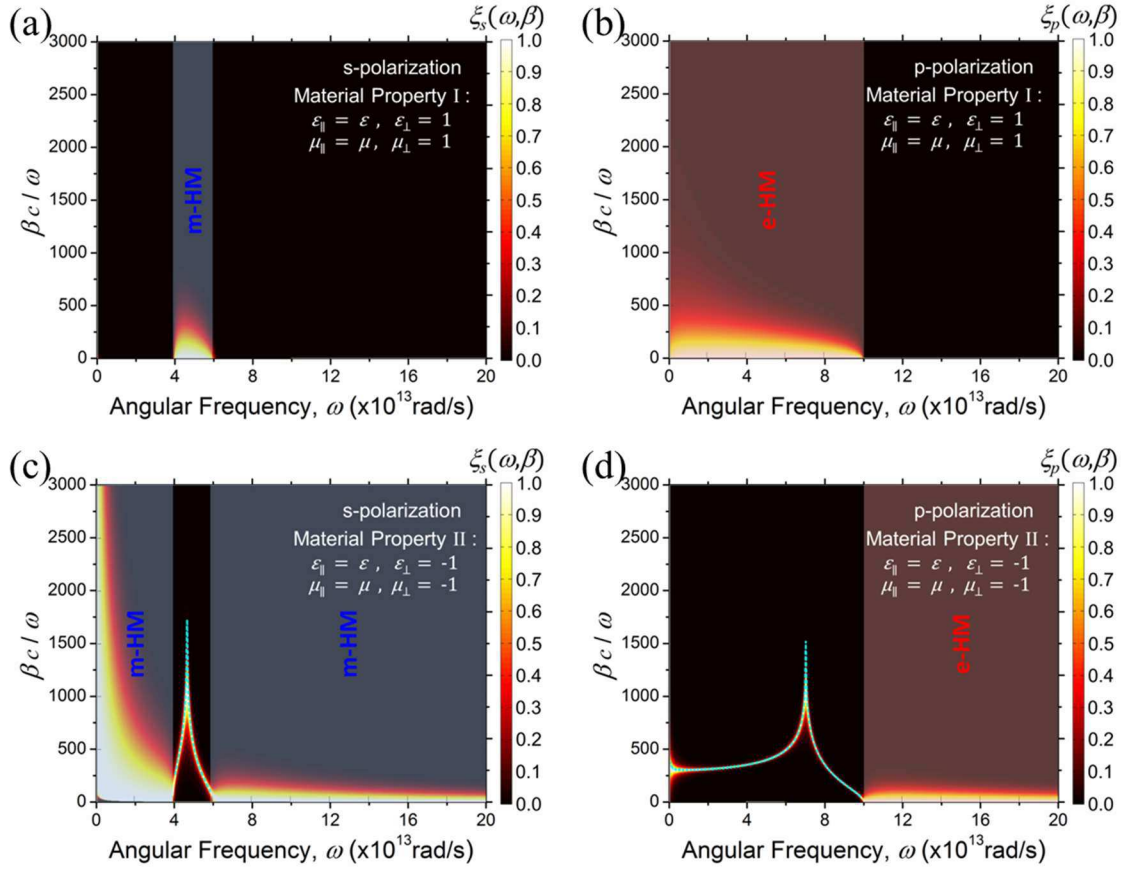 (a)
ξs(ω,β)
3000
2500
2000
1500
1000
500
0
βc/ω
s-polarization
Material Property I :
ε∥ = ε , ε⊥ = 1
μ∥ = μ, μ⊥ = 1
m-HM
1.0
0.9
0.8
0.7
0.6
0.5
0.4
0.3
0.2
0.1
0.0
0 4 8 12 16 20
Angular Frequency, ω (x10¹³rad/s)
(b)
ξp(ω,β)
3000
2500
2000
1500
1000
500
0
βc/ω
p-polarization
Material Property I :
ε∥ = ε , ε⊥ = 1
μ∥ = μ, μ⊥ = 1
e-HM
1.0
0.9
0.8
0.7
0.6
0.5
0.4
0.3
0.2
0.1
0.0
0 4 8 12 16 20
Angular Frequency, ω (x10¹³rad/s)
(c)
ξs(ω,β)
3000
2500
2000
1500
1000
500
0
βc/ω
s-polarization
Material Property II :
ε∥ = ε , ε⊥ = -1
μ∥ = μ , μ⊥ = -1
m-HM
m-HM
1.0
0.9
0.8
0.7
0.6
0.5
0.4
0.3
0.2
0.1
0.0
0 4 8 12 16 20
Angular Frequency, ω (x10¹³rad/s)
(d)
ξp(ω,β)
3000
2500
2000
1500
1000
500
0
βc/ω
p-polarization
Material Property II :
ε∥ = ε , ε⊥ = -1
μ∥ = μ , μ⊥ = -1
e-HM
1.0
0.9
0.8
0.7
0.6
0.5
0.4
0.3
0.2
0.1
0.0
0 4 8 12 16 20
Angular Frequency, ω (x10¹³rad/s)